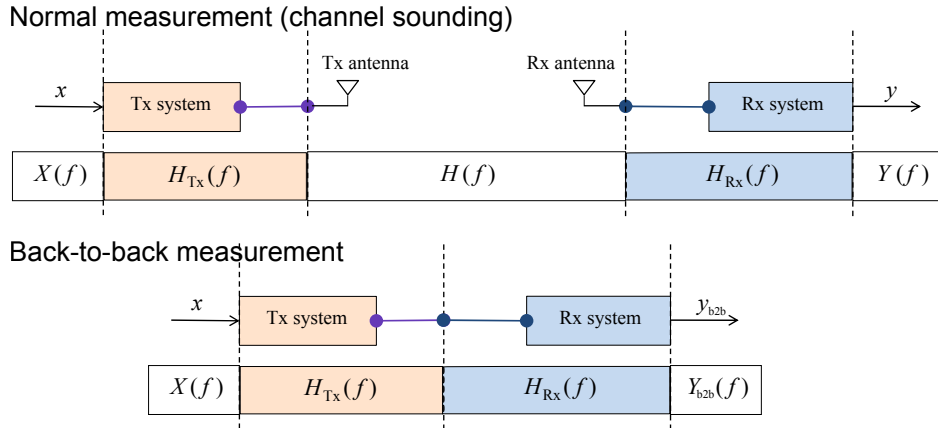 Normal measurement (channel sounding)
Tx antenna
Rx antenna
x
Tx system
Rx system
y
X(f)
H_Tx(f)
H(f)
H_Rx(f)
Y(f)
Back-to-back measurement
x
Tx system
Rx system
y_b2b
X(f)
H_Tx(f)
H_Rx(f)
Y_b2b(f)